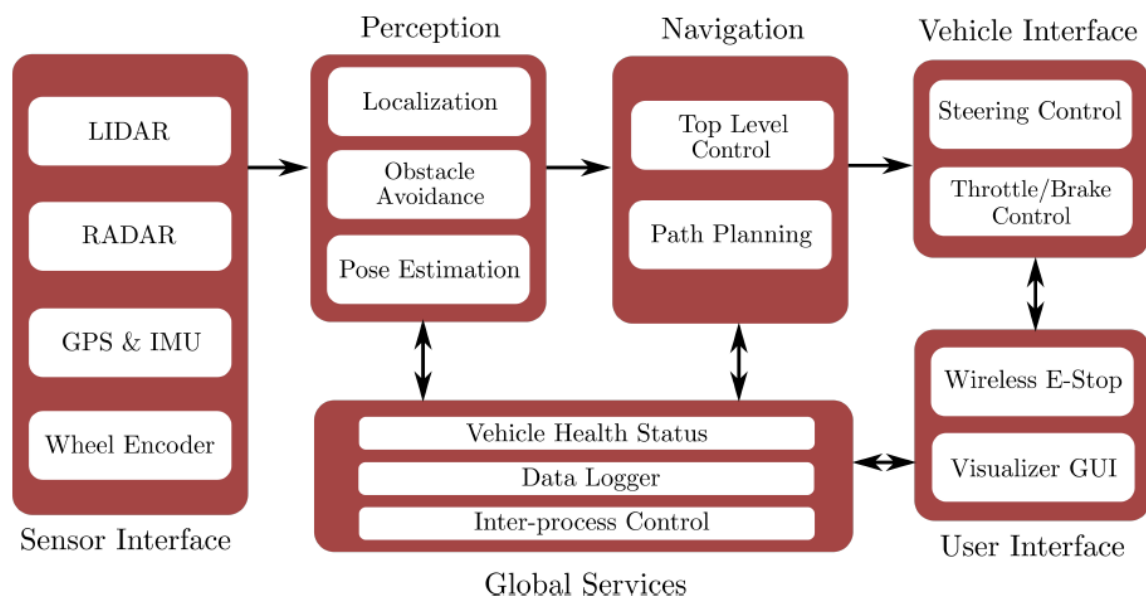 Perception
Navigation
Vehicle Interface
LIDAR
RADAR
GPS & IMU
Wheel Encoder
Sensor Interface
Localization
Obstacle
Avoidance
Pose Estimation
Top Level
Control
Path Planning
Steering Control
Throttle/Brake
Control
Vehicle Health Status
Data Logger
Inter-process Control
Global Services
Wireless E-Stop
Visualizer GUI
User Interface